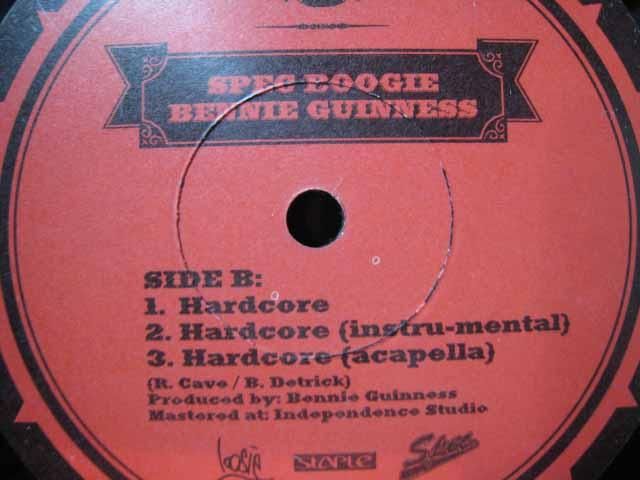 SPEC BOOGIE
BENNIE GUINNESS
SIDE B:
1. Hardcore
2. Hardcore (instru-mental)
3. Hardcore (acapella)
(R. Cave / B. Detrick)
Produced by: Bennie Guinness
Mastered at: Independence Studio